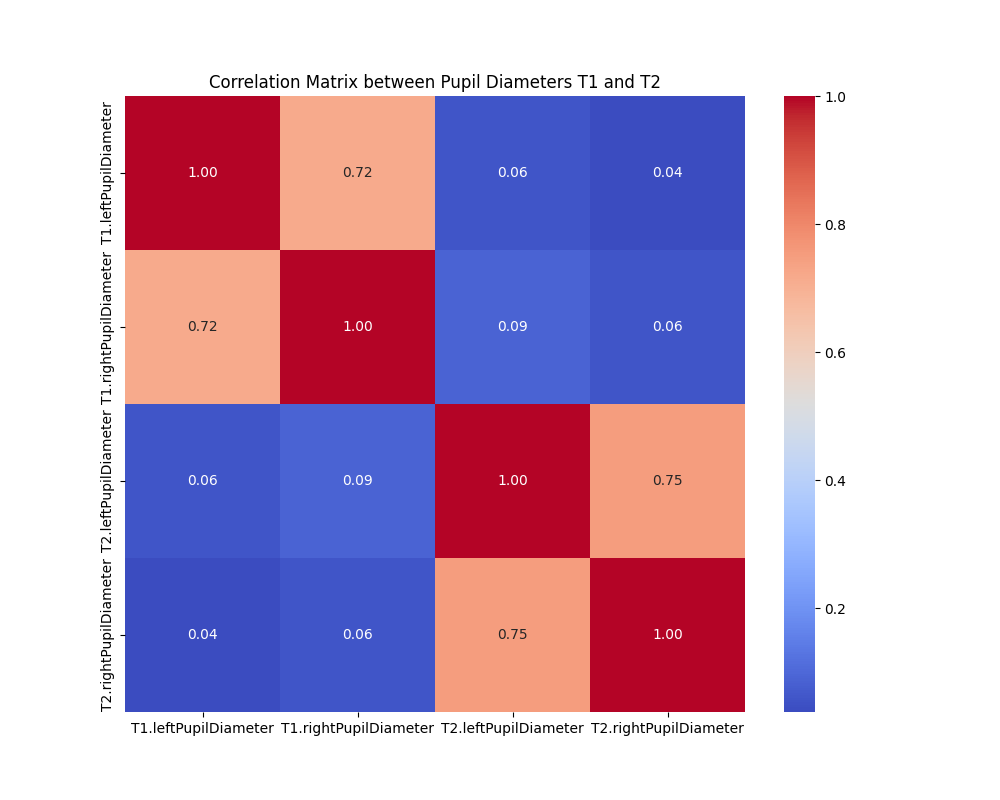 Correlation Matrix between Pupil Diameters T1 and T2
T1.leftPupilDiameter
T1.rightPupilDiameter
T2.leftPupilDiameter
T2.rightPupilDiameter
1.00 0.72 0.06 0.04
0.72 1.00 0.09 0.06
0.06 0.09 1.00 0.75
0.04 0.06 0.75 1.00
T1.leftPupilDiameter T1.rightPupilDiameter T2.leftPupilDiameter T2.rightPupilDiameter
1.0
0.8
0.6
0.4
0.2